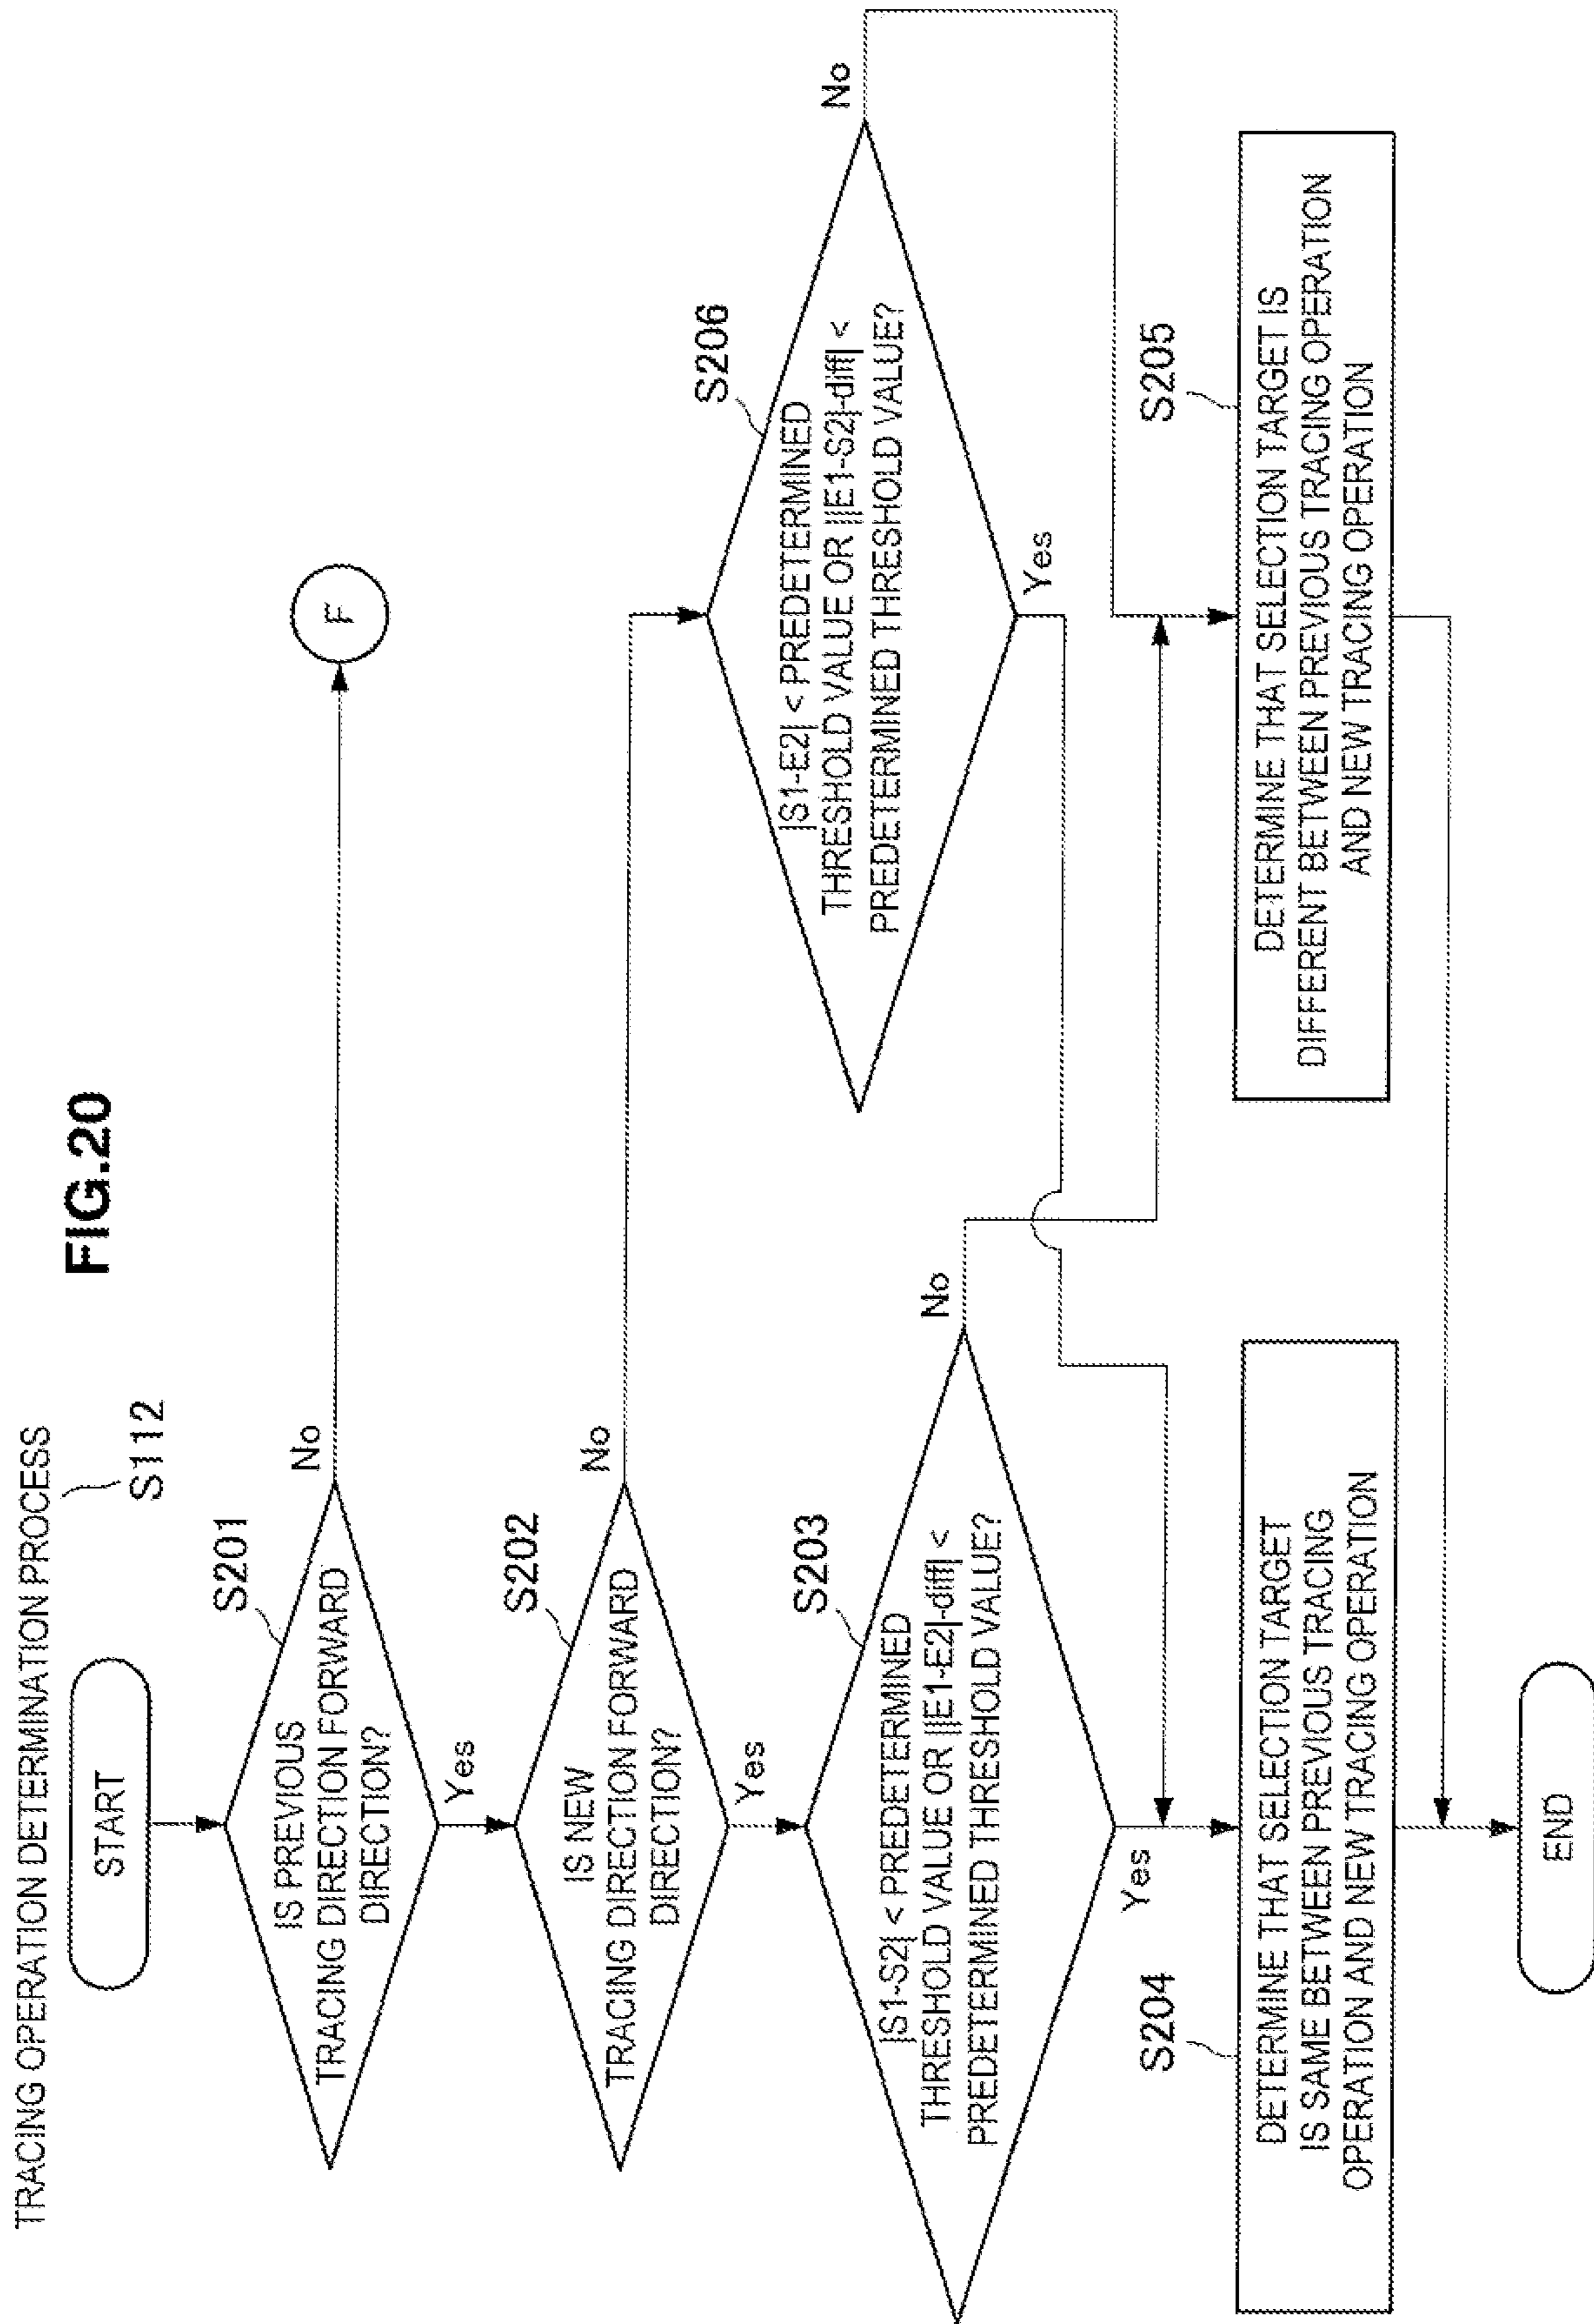 FIG.20
TRACING OPERATION DETERMINATION PROCESS
S112
START
S201
IS PREVIOUS
TRACING DIRECTION FORWARD
DIRECTION?
No
F
Yes
S202
IS NEW
TRACING DIRECTION FORWARD
DIRECTION?
No
Yes
S203
|S1-S2| < PREDETERMINED
THRESHOLD VALUE OR ||E1-E2|-diff| <
PREDETERMINED THRESHOLD VALUE?
No
Yes
S206
|S1-E2| < PREDETERMINED
THRESHOLD VALUE OR ||E1-S2|-diff| <
PREDETERMINED THRESHOLD VALUE?
No
Yes
S204
DETERMINE THAT SELECTION TARGET
IS SAME BETWEEN PREVIOUS TRACING
OPERATION AND NEW TRACING OPERATION
S205
DETERMINE THAT SELECTION TARGET IS
DIFFERENT BETWEEN PREVIOUS TRACING OPERATION
AND NEW TRACING OPERATION
END